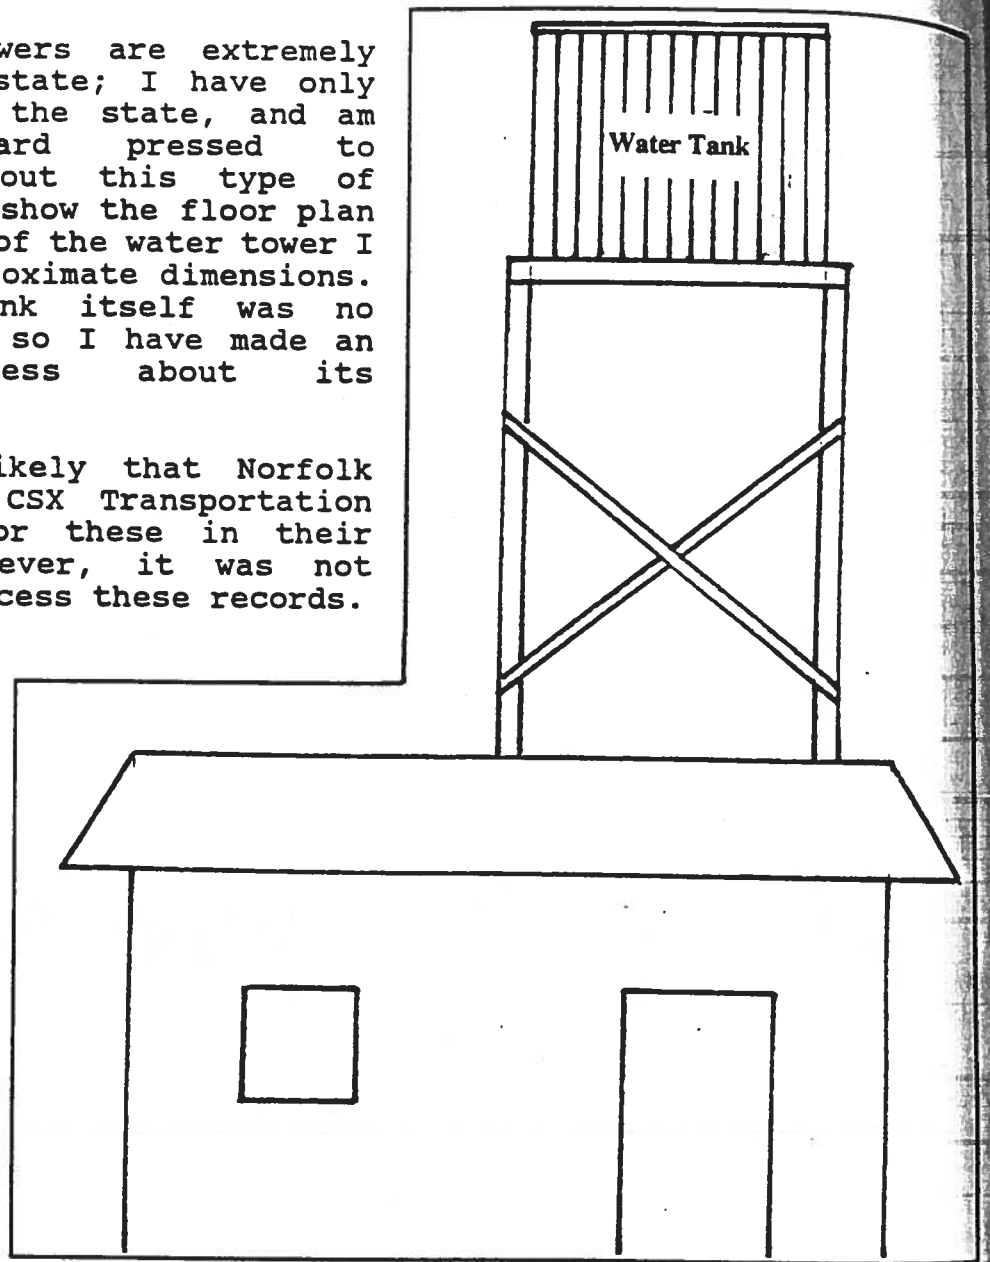 wers are extremely
state; I have only
the state, and am
ard pressed to
out this type of
show the floor plan
of the water tower I
oximate dimensions.
nk itself was no
so I have made an
ess about its
ikely that Norfolk
CSX Transportation
or these in their
ever, it was not
cess these records.
Water Tank